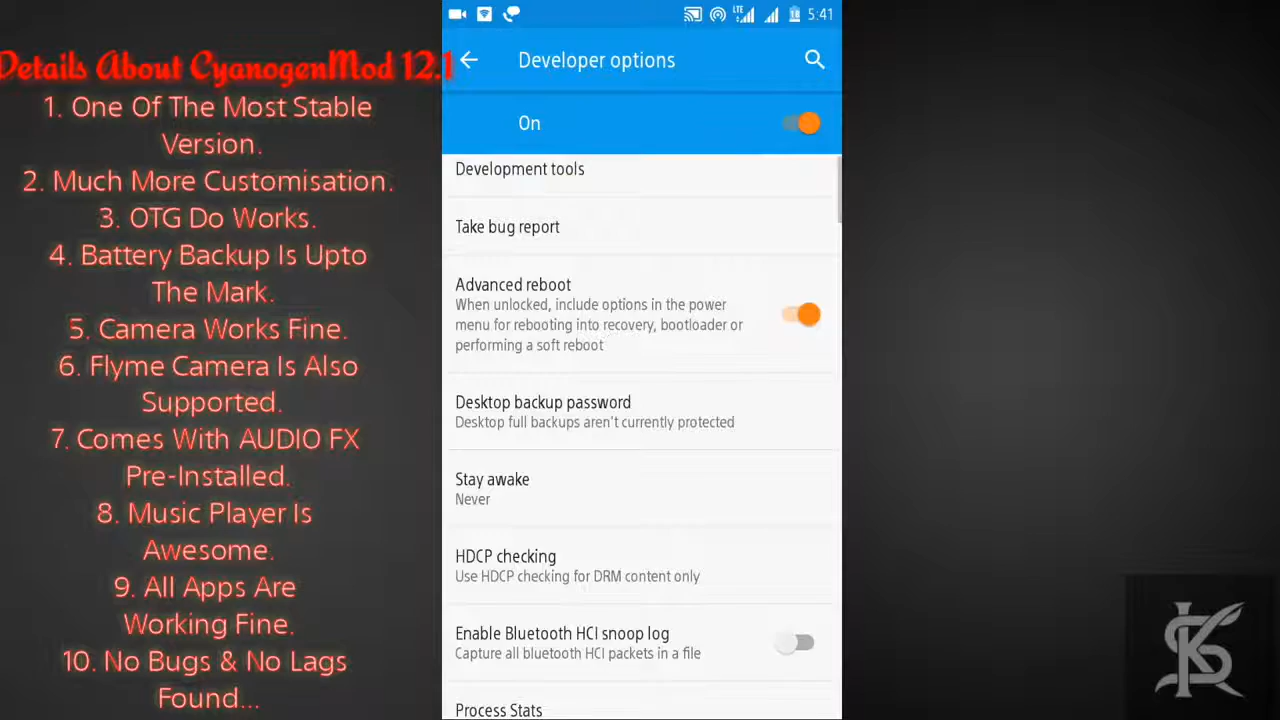 Details About CyanogenMod 12.1
1. One Of The Most Stable
Version.
2. Much More Customisation.
3. OTG Do Works.
4. Battery Backup Is Upto
The Mark.
5. Camera Works Fine.
6. Flyme Camera Is Also
Supported.
7. Comes With AUDIO FX
Pre-Installed.
8. Music Player Is
Awesome.
9. All Apps Are
Working Fine.
10. No Bugs & No Lags
Found...
LTE 5:41
Developer options
On
Development tools
Take bug report
Advanced reboot
When unlocked, include options in the power
menu for rebooting into recovery, bootloader or
performing a soft reboot
Desktop backup password
Desktop full backups aren't currently protected
Stay awake
Never
HDCP checking
Use HDCP checking for DRM content only
Enable Bluetooth HCI snoop log
Capture all bluetooth HCI packets in a file
Process Stats